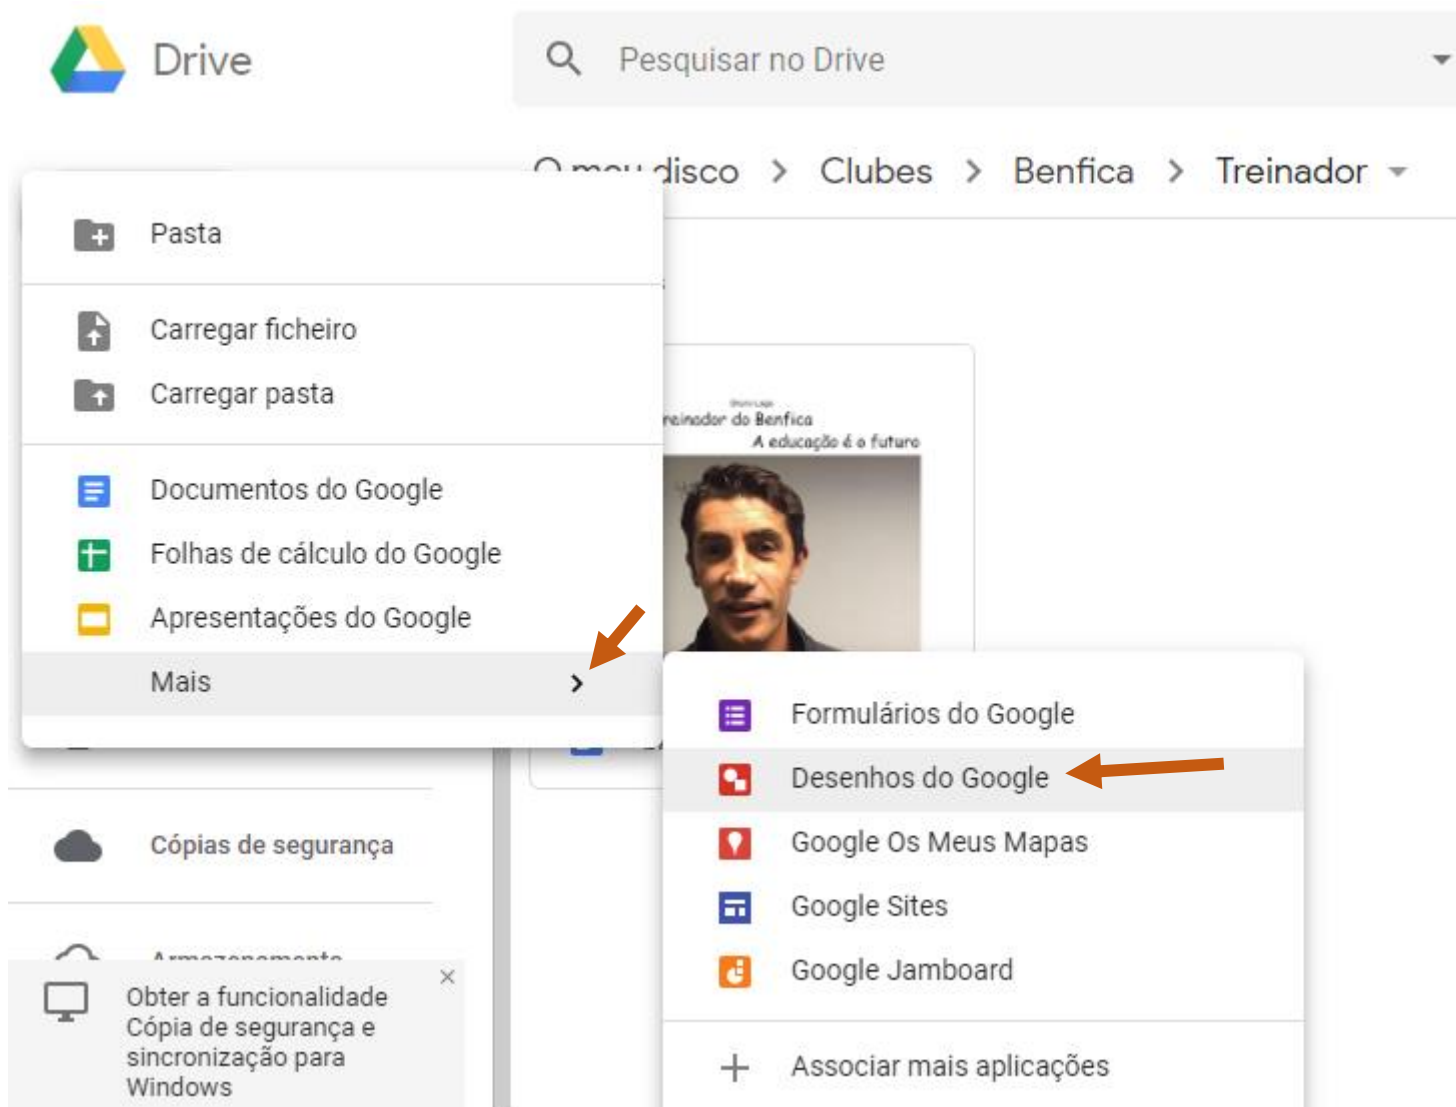 Drive
Pesquisar no Drive
O meu disco > Clubes > Benfica > Treinador
Pasta
Carregar ficheiro
Carregar pasta
Documentos do Google
Folhas de cálculo do Google
Apresentações do Google
Mais
reinador do Benfica
A educação é o futuro
Formulários do Google
Desenhos do Google
Google Os Meus Mapas
Google Sites
Google Jamboard
Associar mais aplicações
Cópias de segurança
Armazenamento
Obter a funcionalidade
Cópia de segurança e
sincronização para
Windows